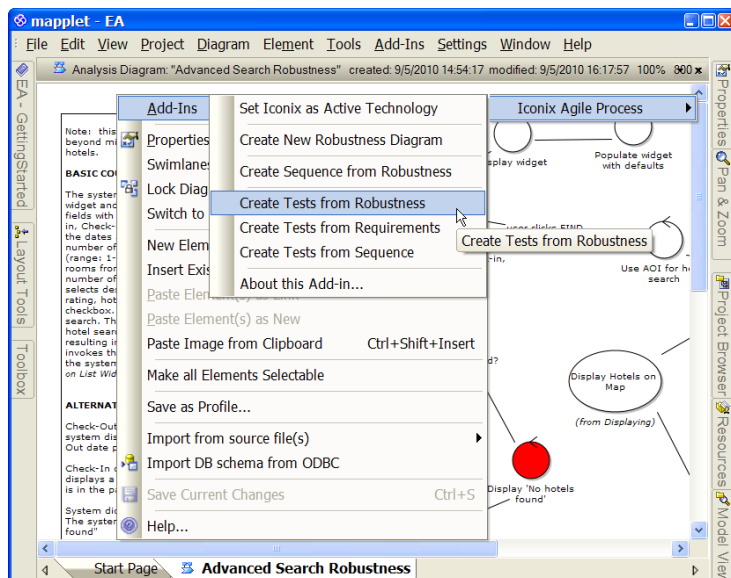 mapplet - EA
File Edit View Project Diagram Element Tools Add-Ins Settings Window Help
Analysis Diagram: "Advanced Search Robustness" created: 9/5/2010 14:54:17 modified: 9/5/2010 16:17:57 100%
EA - GettingStarted
Layout Tools
Toolbox
Note: this
beyond mi
hotels.
BASIC COU
The system
widget and
fields with
in, Check-
the dates
number of
(range: 1-
rooms from
number of
selects des
rating, hot
checkbox.
search. Th
hotel sear
resulting in
invokes th
the system
on List Wid
ALTERNAT
Check-Out
system dis
Out date p
Check-In d
displays a
is in the pa
System did
The system
found"
Add-Ins
Properties
Swimlanes
Lock Diag
Switch to
New Elem
Insert Exis
Paste Element(s) as Link
Paste Element(s) as New
Paste Image from Clipboard Ctrl+Shift+Insert
Make all Elements Selectable
Save as Profile...
Import from source file(s)
Import DB schema from ODBC
Save Current Changes Ctrl+S
Help...
Set Iconix as Active Technology
Create New Robustness Diagram
Create Sequence from Robustness
Create Tests from Robustness
Create Tests from Requirements
Create Tests from Sequence
About this Add-in...
Iconix Agile Process
Create Tests from Robustness
splay widget
Populate widget
with defaults
user clicks FIND
-in,
Use AOI for h
search
d?
Display Hotels on
Map
(from Displaying)
Display 'No hotels
found'
Properties
Pan & Zoom
Project Browser
Resources
Model View
Start Page
Advanced Search Robustness